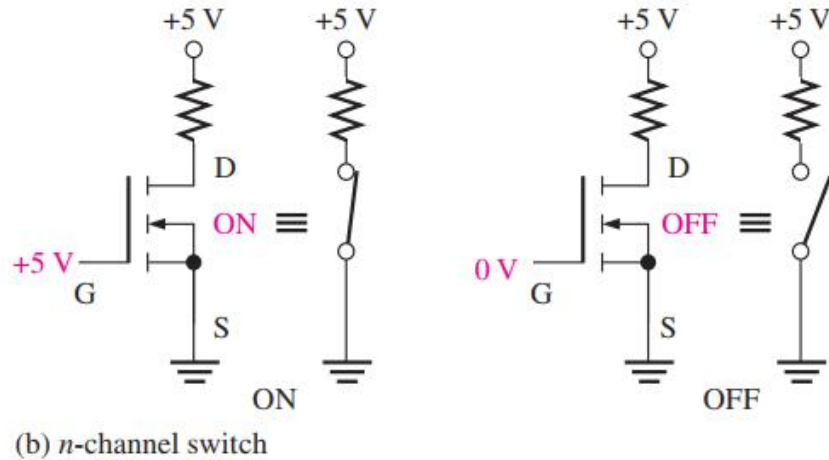 +5 V +5 V +5 V +5 V
D D
ON OFF
+5 V 0 V
G G
S S
ON OFF
(b) n-channel switch